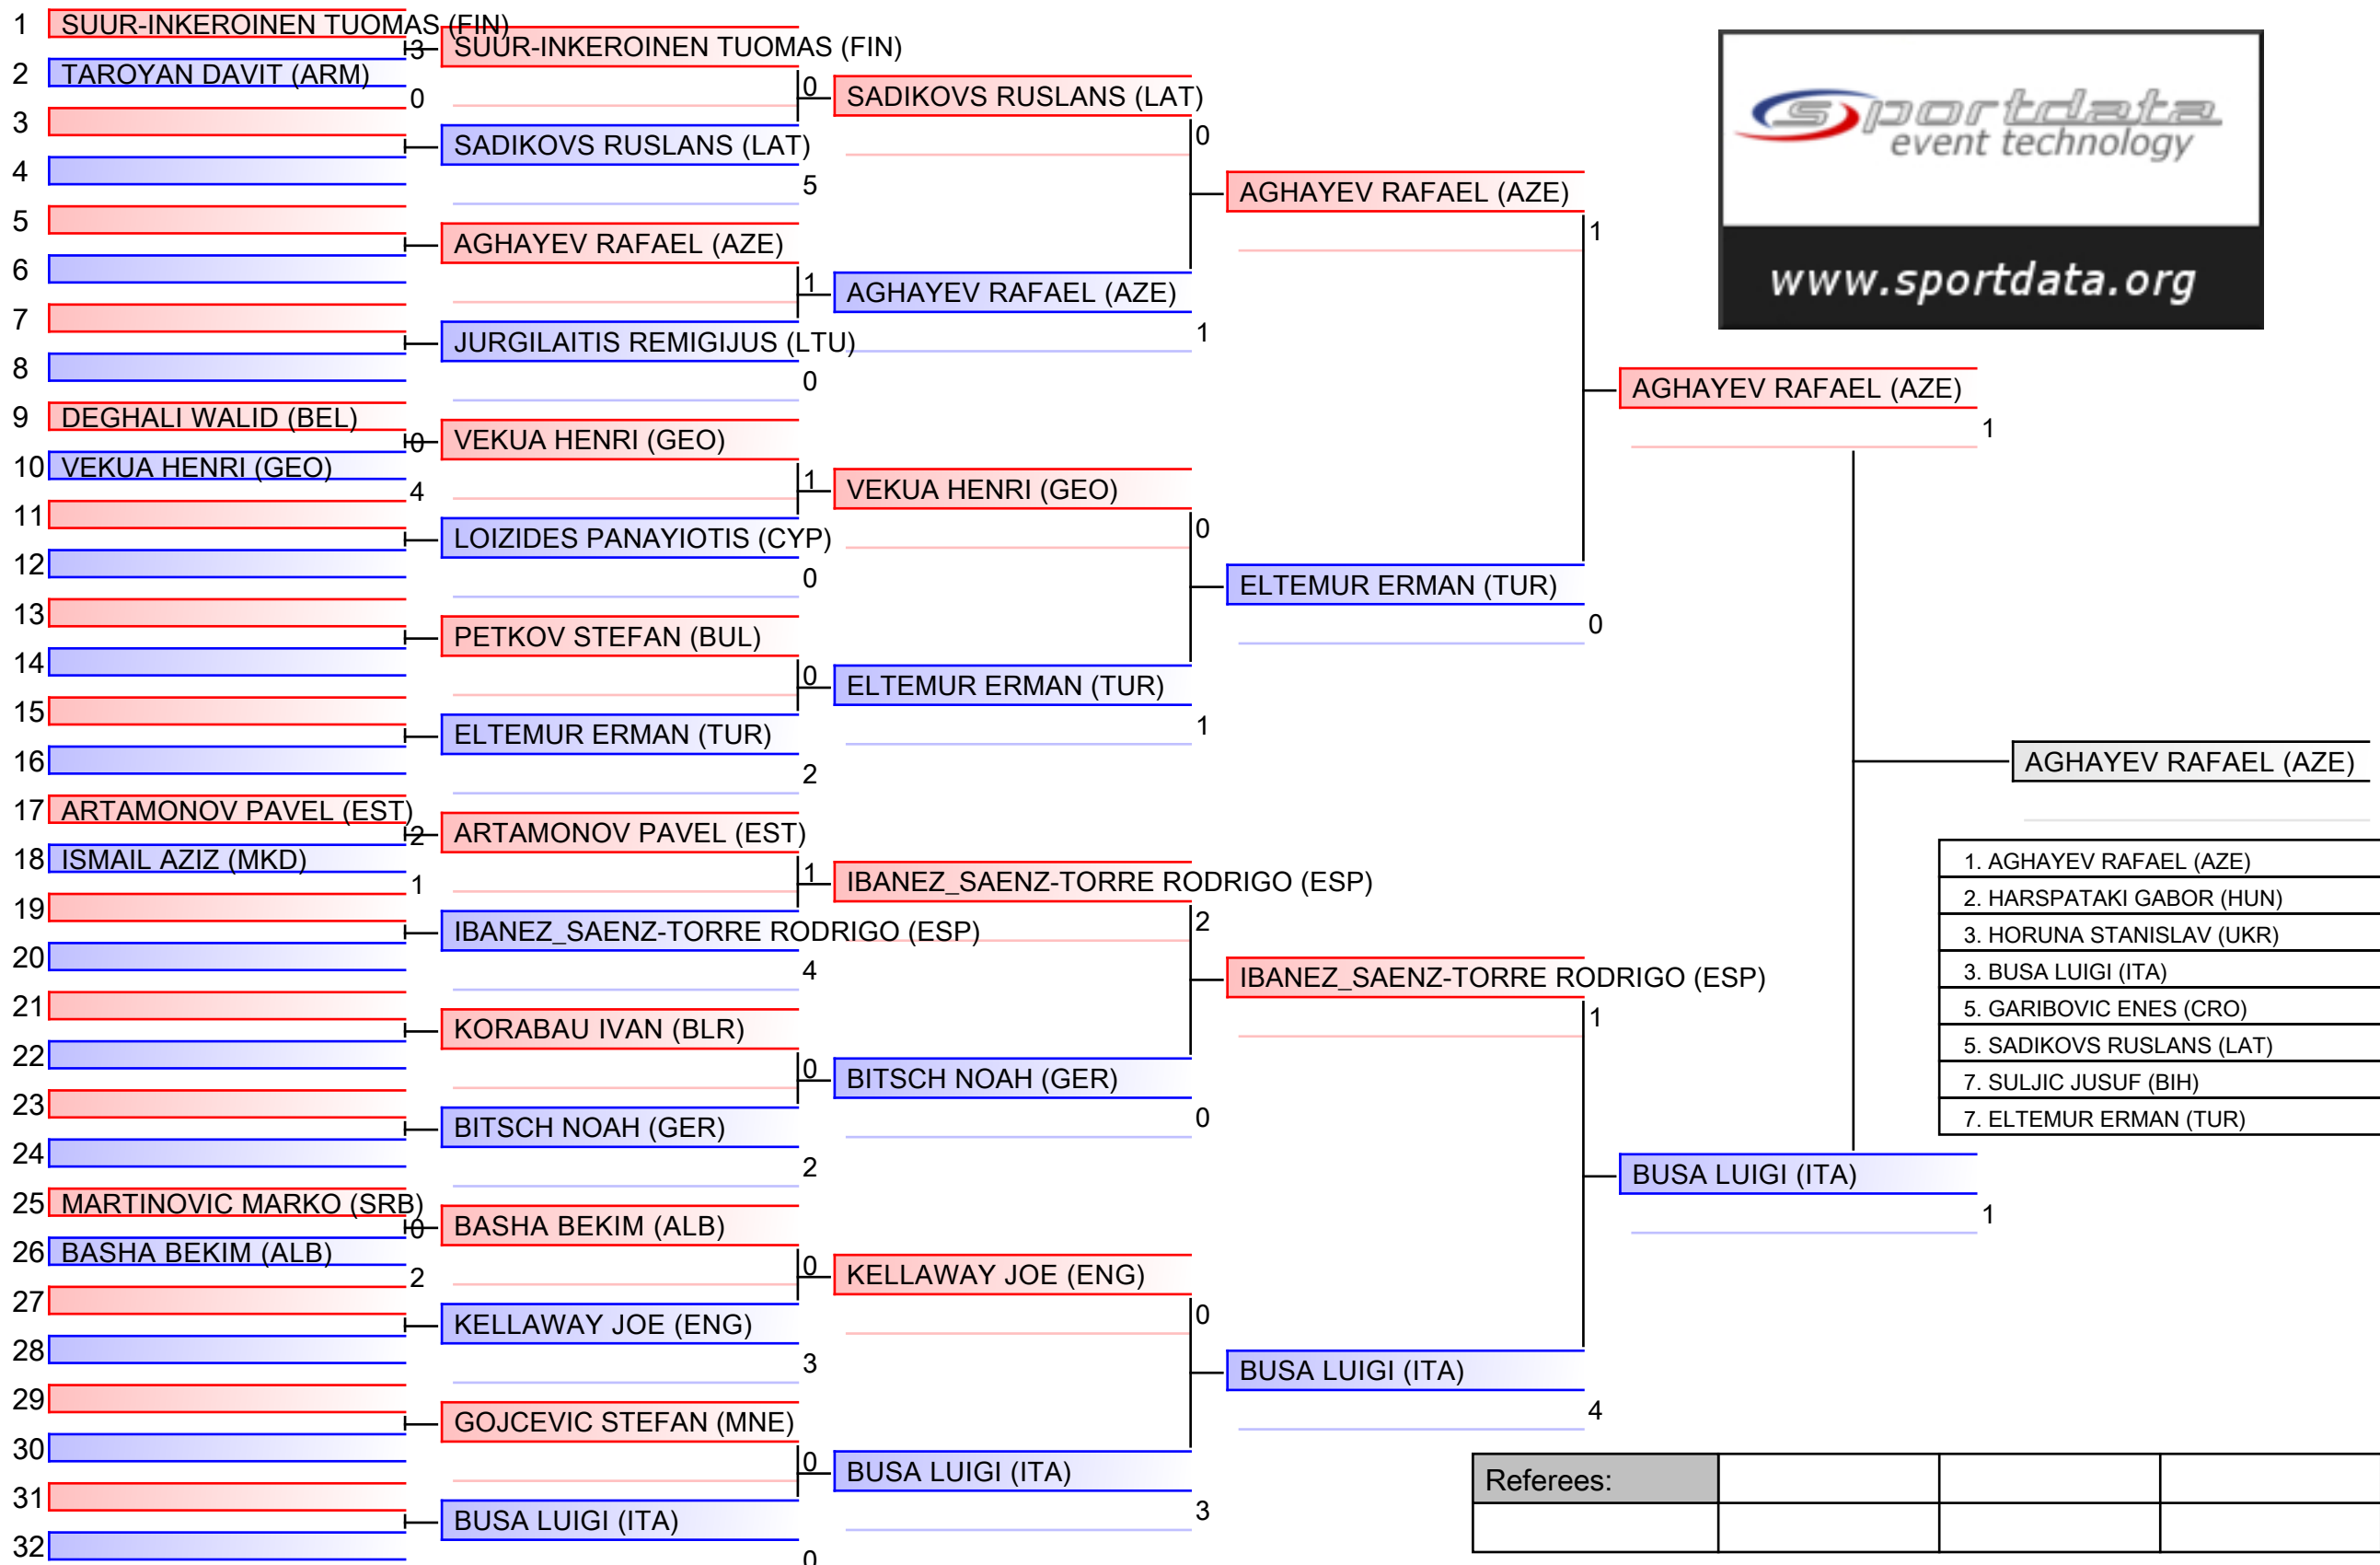 1 SUUR-INKEROINEN TUOMAS (FIN)
3
2 TAROYAN DAVIT (ARM)
0
3
4
5
6
7
8
9 DEGHALI WALID (BEL)
0
10 VEKUA HENRI (GEO)
4
11
12
13
14
15
16
17 ARTAMONOV PAVEL (EST)
2
18 ISMAIL AZIZ (MKD)
1
19
20
21
22
23
24
25 MARTINOVIC MARKO (SRB)
0
26 BASHA BEKIM (ALB)
2
27
28
29
30
31
32
SUUR-INKEROINEN TUOMAS (FIN)
0
SADIKOVS RUSLANS (LAT)
5
AGHAYEV RAFAEL (AZE)
1
JURGILAITIS REMIGIJUS (LTU)
0
VEKUA HENRI (GEO)
1
LOIZIDES PANAYIOTIS (CYP)
0
PETKOV STEFAN (BUL)
0
ELTEMUR ERMAN (TUR)
2
ARTAMONOV PAVEL (EST)
1
IBANEZ_SAENZ-TORRE RODRIGO (ESP)
4
KORABAU IVAN (BLR)
0
BITSCH NOAH (GER)
2
BASHA BEKIM (ALB)
0
KELLAWAY JOE (ENG)
3
GOJCEVIC STEFAN (MNE)
0
BUSA LUIGI (ITA)
0
SADIKOVS RUSLANS (LAT)
0
AGHAYEV RAFAEL (AZE)
1
VEKUA HENRI (GEO)
0
ELTEMUR ERMAN (TUR)
1
IBANEZ_SAENZ-TORRE RODRIGO (ESP)
2
BITSCH NOAH (GER)
0
KELLAWAY JOE (ENG)
0
BUSA LUIGI (ITA)
3
AGHAYEV RAFAEL (AZE)
1
ELTEMUR ERMAN (TUR)
0
IBANEZ_SAENZ-TORRE RODRIGO (ESP)
1
BUSA LUIGI (ITA)
4
AGHAYEV RAFAEL (AZE)
1
BUSA LUIGI (ITA)
1
AGHAYEV RAFAEL (AZE)
sportdata
event technology
www.sportdata.org
1. AGHAYEV RAFAEL (AZE)
2. HARSPATAKI GABOR (HUN)
3. HORUNA STANISLAV (UKR)
3. BUSA LUIGI (ITA)
5. GARIBOVIC ENES (CRO)
5. SADIKOVS RUSLANS (LAT)
7. SULJIC JUSUF (BIH)
7. ELTEMUR ERMAN (TUR)
Referees: